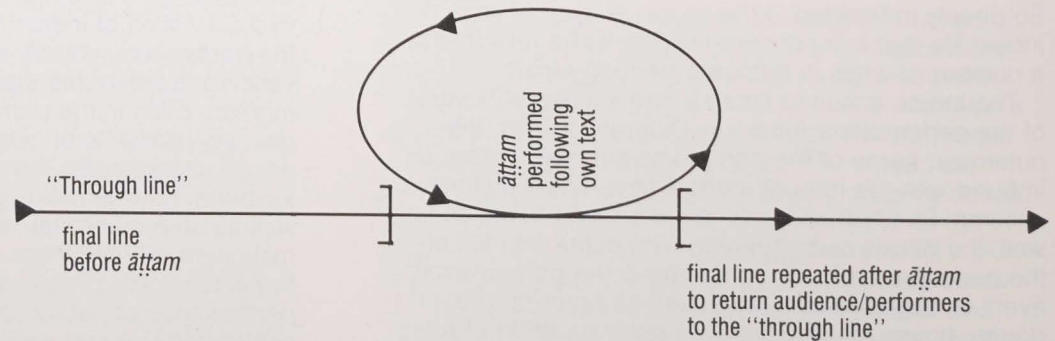 āṭṭam
performed
following
own text
"Through line"
final line
before āṭṭam
final line repeated after āṭṭam
to return audience/performers
to the "through line"